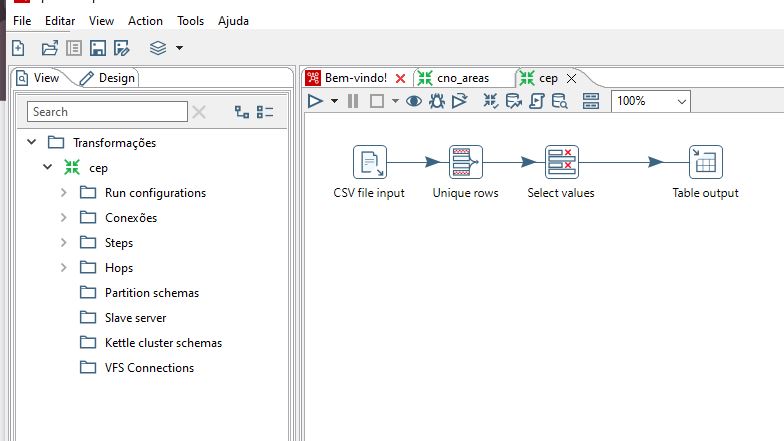 File Editar View Action Tools Ajuda
View Design
Bem-vindo! cno_areas cep
Search
100%
Transformações
cep
Run configurations
Conexões
Steps
Hops
Partition schemas
Slave server
Kettle cluster schemas
VFS Connections
CSV file input Unique rows Select values Table output